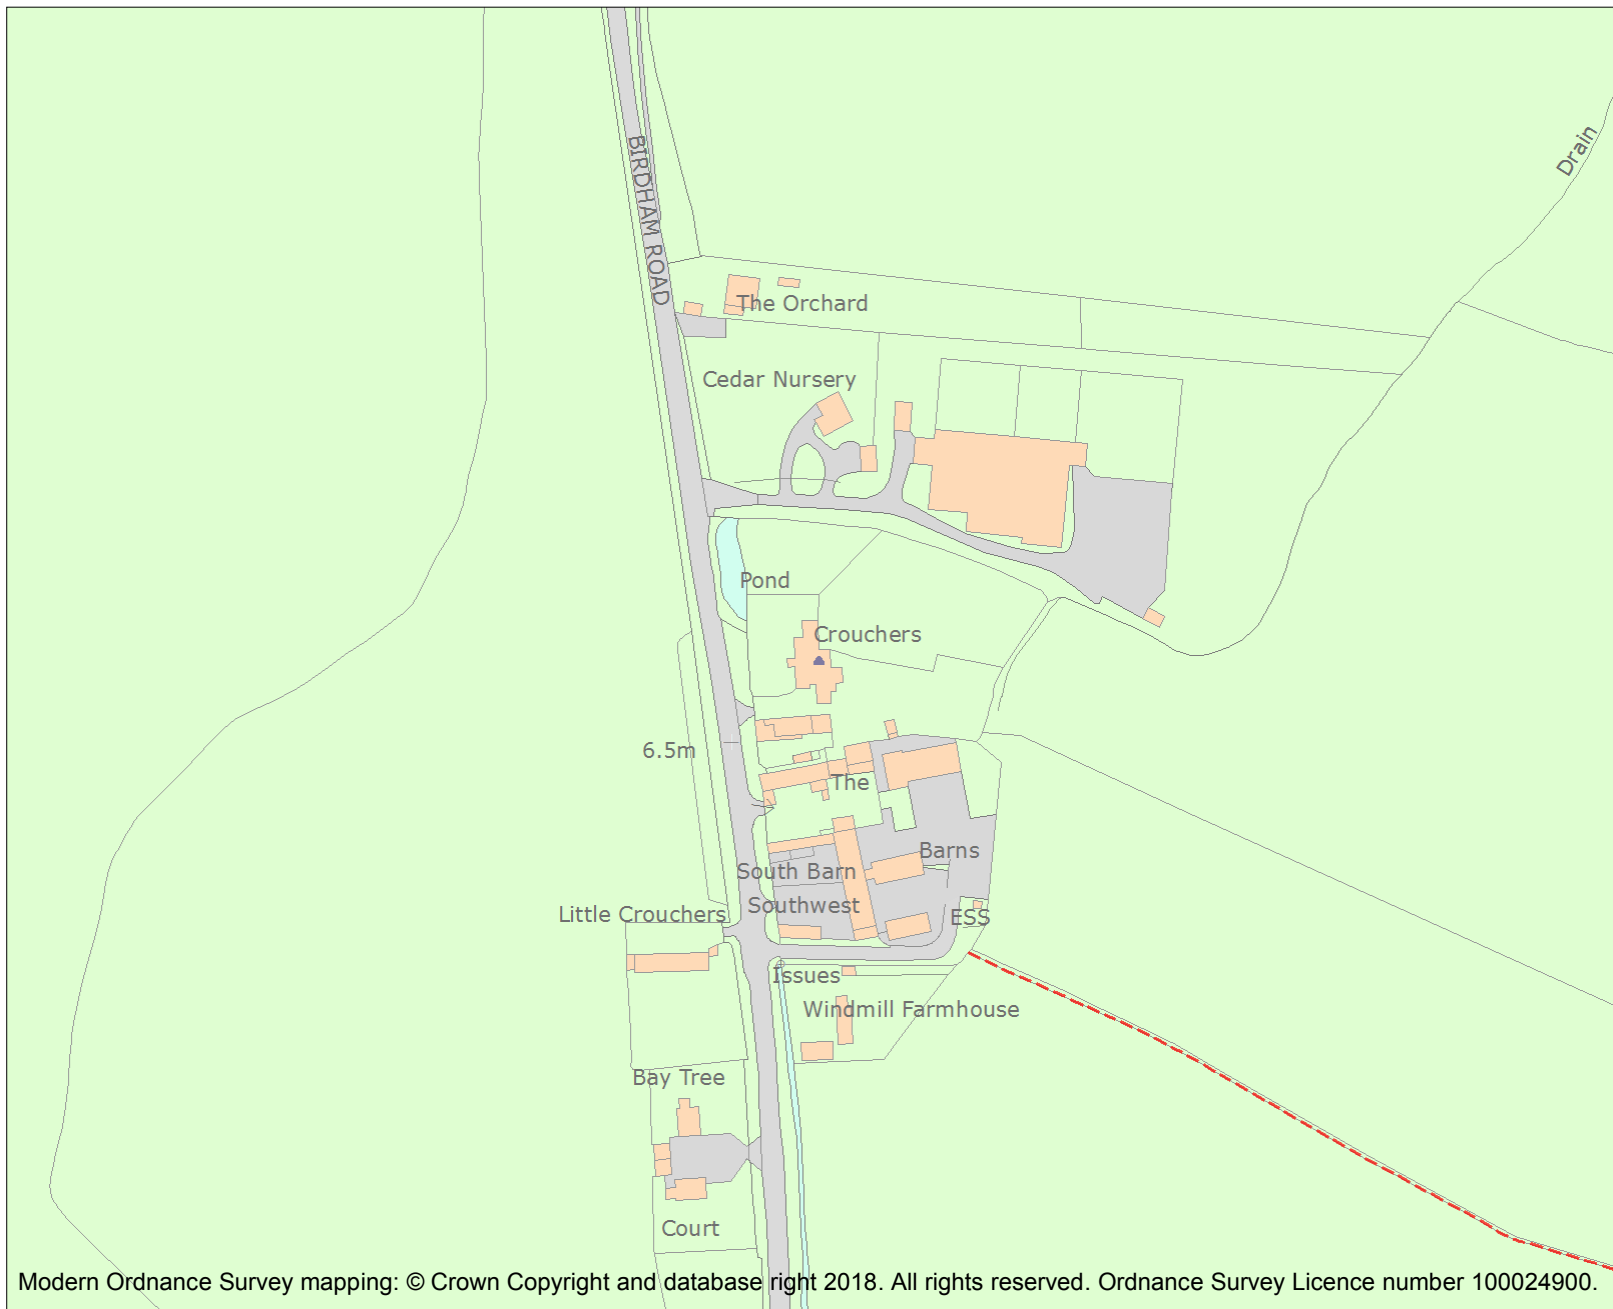 BIRDHAM ROAD
Drain
The Orchard
Cedar Nursery
Pond
Crouchers
6.5m
The
Barns
South Barn
Southwest
Little Crouchers
ESS
Issues
Windmill Farmhouse
Bay Tree
Court
Modern Ordnance Survey mapping: © Crown Copyright and database right 2018. All rights reserved. Ordnance Survey Licence number 100024900.